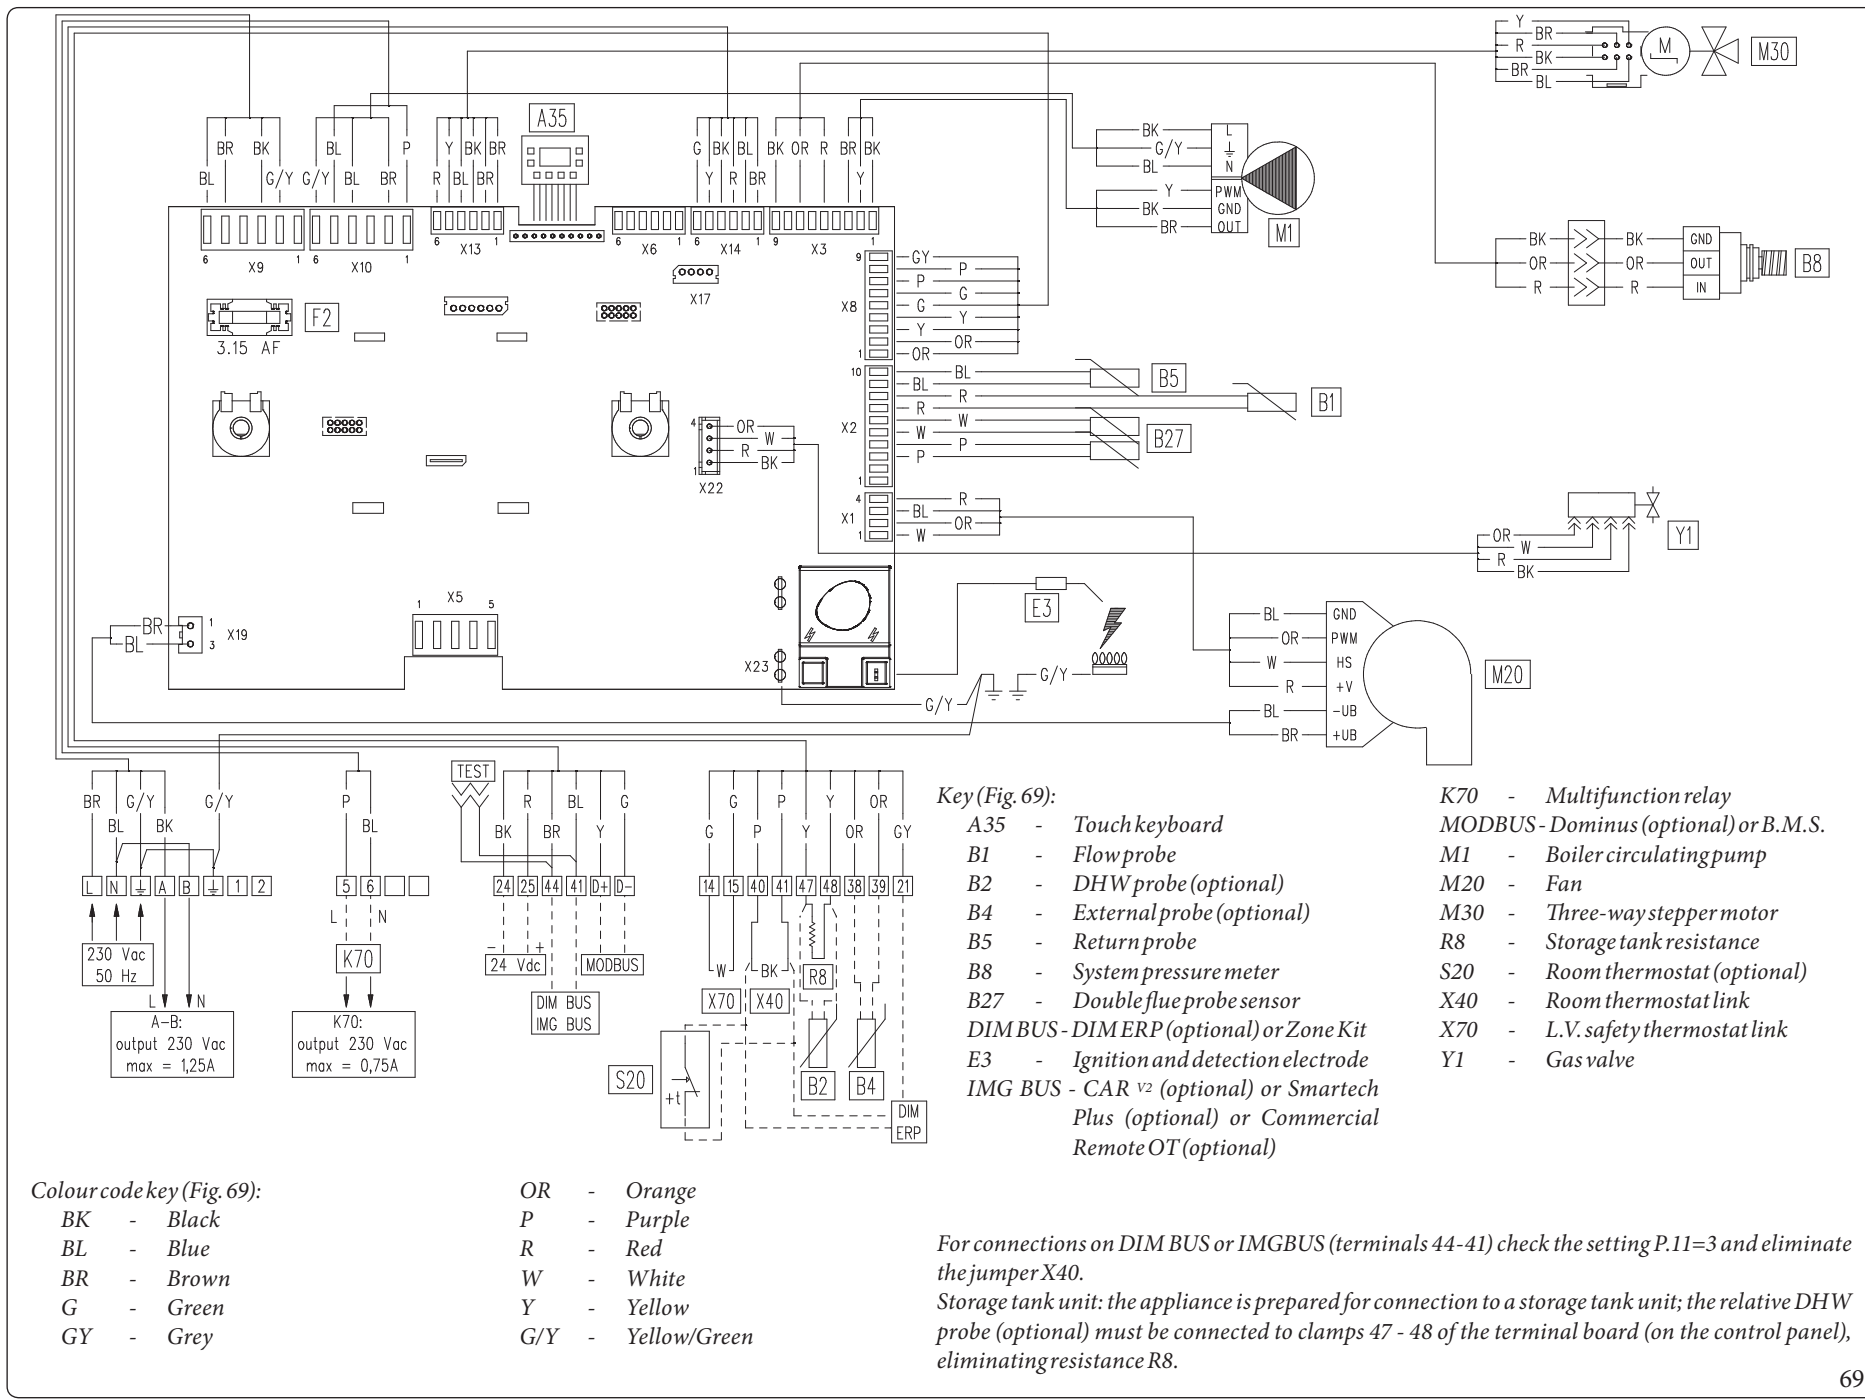 Y
BR
R
BK
BR
BL
M
M30
A35
BL
BR
BK
G/Y
G/Y
BL
BL
BR
P
R
Y
BL
BK
BR
BR
G
Y
BK
R
BL
BR
BK
OR
R
BR
Y
BK
BK
G/Y
BL
L
N
Y
BK
BR
PWM
GND
OUT
M1
6 X9 1
6 X10 1
6 X13 1
6 X6 1
6 X14 1
9 X3 1
X17
F2
3.15 AF
9
X8
1
GY
P
P
G
G
Y
Y
OR
OR
BK
OR
R
BK
OR
R
GND
OUT
IN
B8
10
X2
1
BL
BL
R
R
W
W
P
P
B5
B1
B27
4
1
X22
OR
W
R
BK
4
X1
1
R
BL
OR
W
OR
W
R
BK
Y1
1 X5 5
BR
BL
1
3
X19
X23
E3
G/Y
G/Y
BL
OR
W
R
BL
BR
GND
PWM
HS
+V
-UB
+UB
M20
BR
BL
G/Y
BK
G/Y
L N A B 1 2
230 Vac
50 Hz
L N
A-B:
output 230 Vac
max = 1,25A
P
BL
5 6
L N
K70
K70:
output 230 Vac
max = 0,75A
TEST
BK
R
BR
BL
Y
G
24 25 44 41 D+ D-
- +
24 Vdc
MODBUS
DIM BUS
IMG BUS
G
G
P
P
Y
Y
OR
OR
GY
14 15 40 41 47 48 38 39 21
W
BK
R8
X70
X40
S20
+t
B2
B4
DIM
ERP
Key (Fig. 69):
A35 - Touch keyboard
B1 - Flow probe
B2 - DHW probe (optional)
B4 - External probe (optional)
B5 - Return probe
B8 - System pressure meter
B27 - Double flue probe sensor
DIM BUS - DIM ERP (optional) or Zone Kit
E3 - Ignition and detection electrode
IMG BUS - CAR V2 (optional) or Smartech
Plus (optional) or Commercial
Remote OT (optional)
K70 - Multifunction relay
MODBUS - Dominus (optional) or B.M.S.
M1 - Boiler circulating pump
M20 - Fan
M30 - Three-way stepper motor
R8 - Storage tank resistance
S20 - Room thermostat (optional)
X40 - Room thermostat link
X70 - L.V. safety thermostat link
Y1 - Gas valve
Colour code key (Fig. 69):
BK - Black
BL - Blue
BR - Brown
G - Green
GY - Grey
OR - Orange
P - Purple
R - Red
W - White
Y - Yellow
G/Y - Yellow/Green
For connections on DIM BUS or IMGBUS (terminals 44-41) check the setting P.11=3 and eliminate
the jumper X40.
Storage tank unit: the appliance is prepared for connection to a storage tank unit; the relative DHW
probe (optional) must be connected to clamps 47 - 48 of the terminal board (on the control panel),
eliminating resistance R8.
69